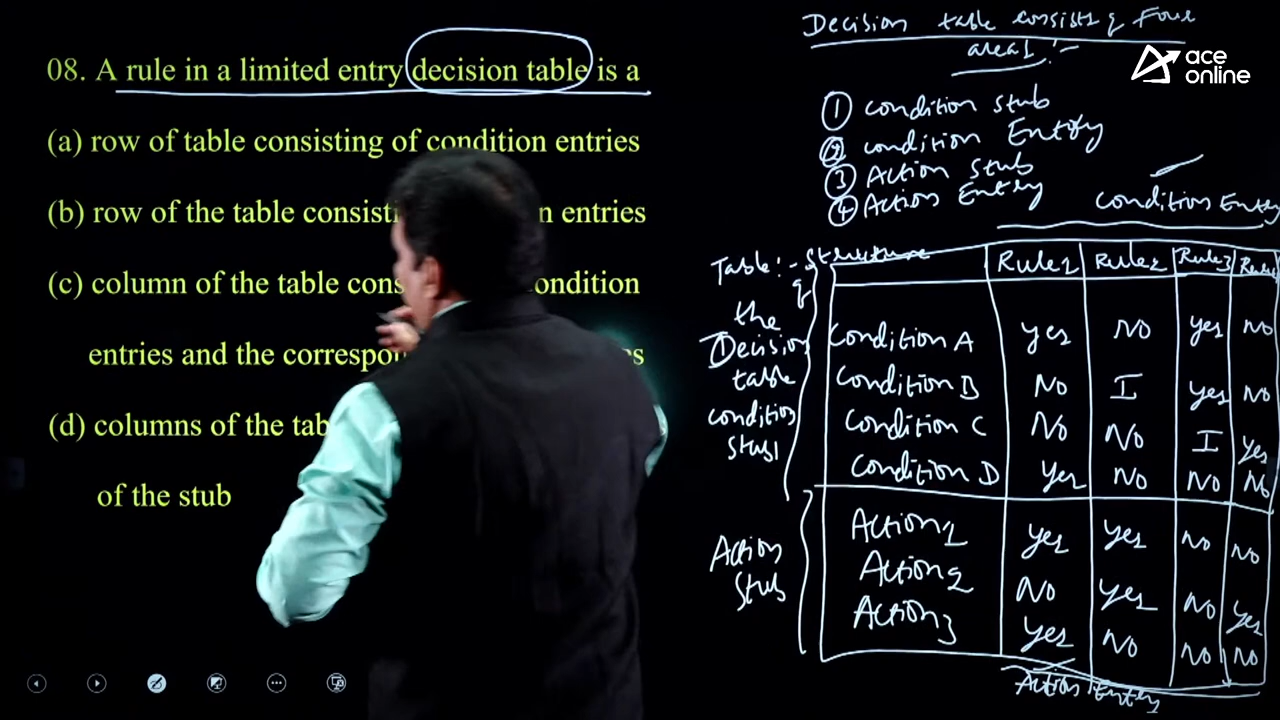 08. A rule in a limited entry decision table is a
(a) row of table consisting of condition entries
(b) row of the table consisti n entries
(c) column of the table cons ondition
entries and the correspon es
(d) columns of the tab
of the stub
Decision table consists of Four
areas :-
① condition stub
② condition Entry
③ Action stub
④ Action Entry
condition Entry
Table :- structure
of
the
Decision
table
condition
Stub
Rule1 Rule2 Rule3 Rule
Condition A yes No yes No
Condition B No I yes No
Condition C No No I yes
Condition D yes No No No
Action
Stub
Action1 yes yes No No
Action2 No yes No yes
Action3 yes No No No
Action Entry
ace
online